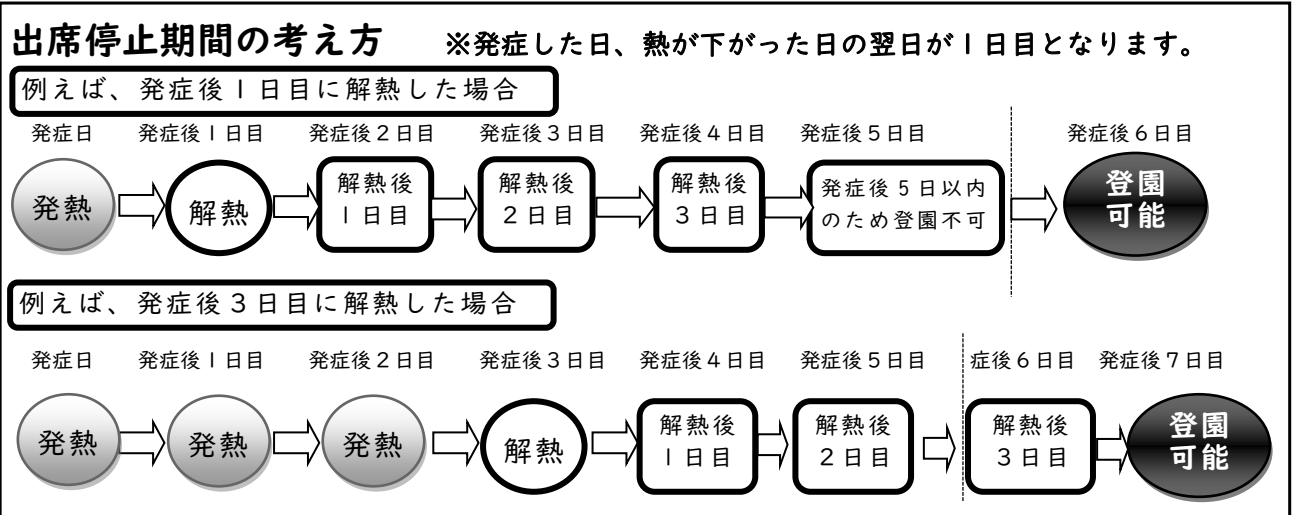 出席停止期間の考え方　※発症した日、熱が下がった日の翌日が1日目となります。
例えば、発症後1日目に解熱した場合
発症日　発症後1日目　発症後2日目　発症後3日目　発症後4日目　発症後5日目　発症後6日目
発熱　解熱　解熱後　解熱後　解熱後　発症後5日以内　登園
1日目　2日目　3日目　のため登園不可　可能
例えば、発症後3日目に解熱した場合
発症日　発症後1日目　発症後2日目　発症後3日目　発症後4日目　発症後5日目　症後6日目　発症後7日目
発熱　発熱　発熱　解熱　解熱後　解熱後　解熱後　登園
1日目　2日目　3日目　可能